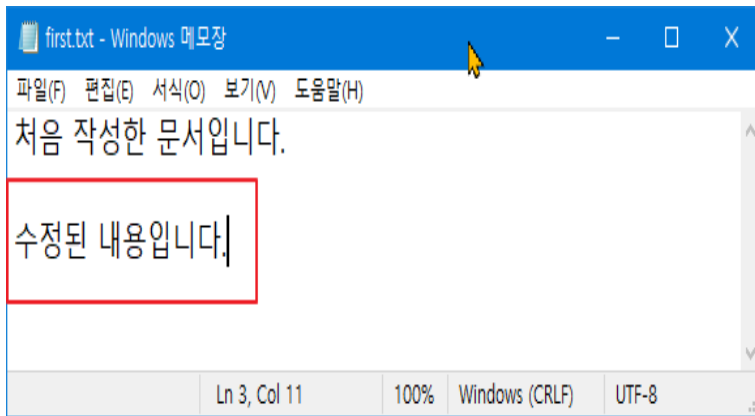 first.txt - Windows 메모장
파일(F) 편집(E) 서식(O) 보기(V) 도움말(H)
처음 작성한 문서입니다.
수정된 내용입니다.
Ln 3, Col 11 100% Windows (CRLF) UTF-8